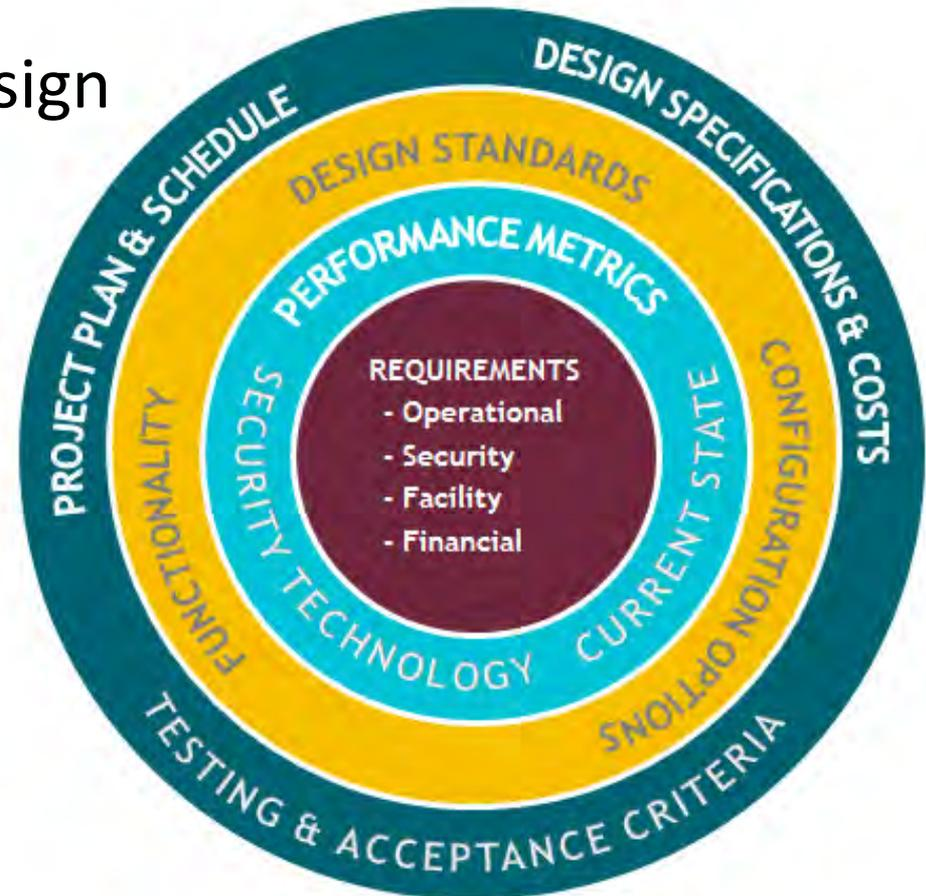 sign
PROJECT PLAN & SCHEDULE
DESIGN SPECIFICATIONS & COSTS
TESTING & ACCEPTANCE CRITERIA
DESIGN STANDARDS
FUNCTIONALITY
CONFIGURATION OPTIONS
PERFORMANCE METRICS
SECURITY TECHNOLOGY
CURRENT STATE
REQUIREMENTS
- Operational
- Security
- Facility
- Financial